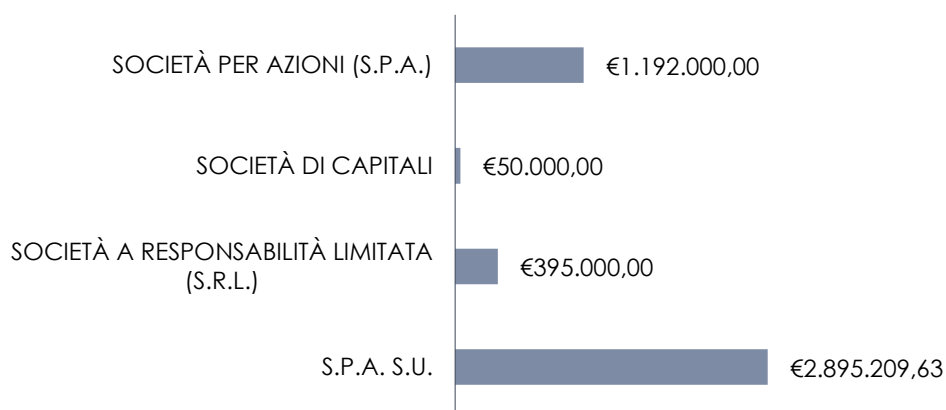 SOCIETÀ PER AZIONI (S.P.A.) €1.192.000,00
SOCIETÀ DI CAPITALI €50.000,00
SOCIETÀ A RESPONSABILITÀ LIMITATA
(S.R.L.) €395.000,00
S.P.A. S.U. €2.895.209,63